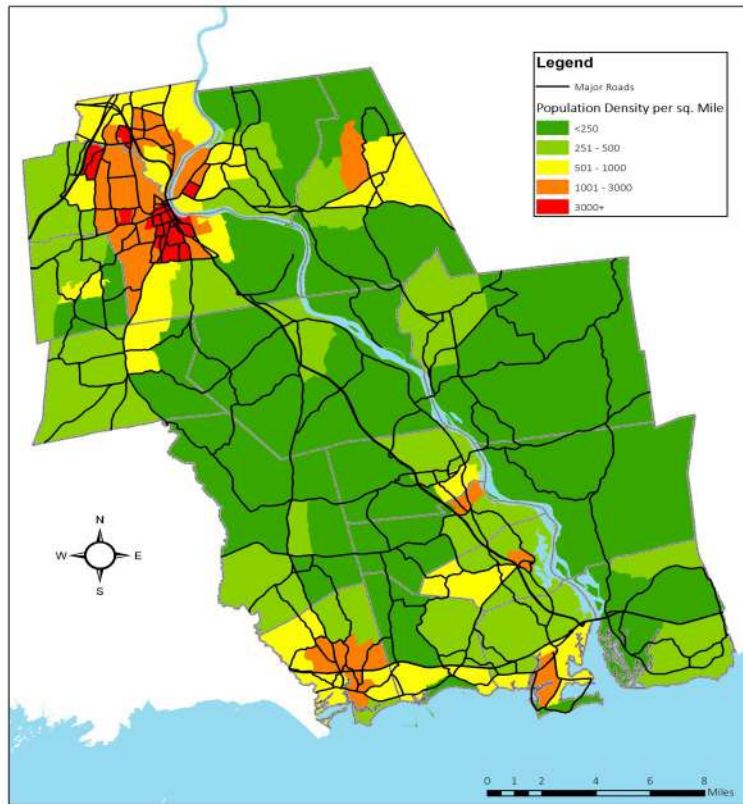 Legend
Major Roads
Population Density per sq. Mile
<250
251 - 500
501 - 1000
1001 - 3000
3000+
N
W E
S
0 1 2 4 6 8
Miles